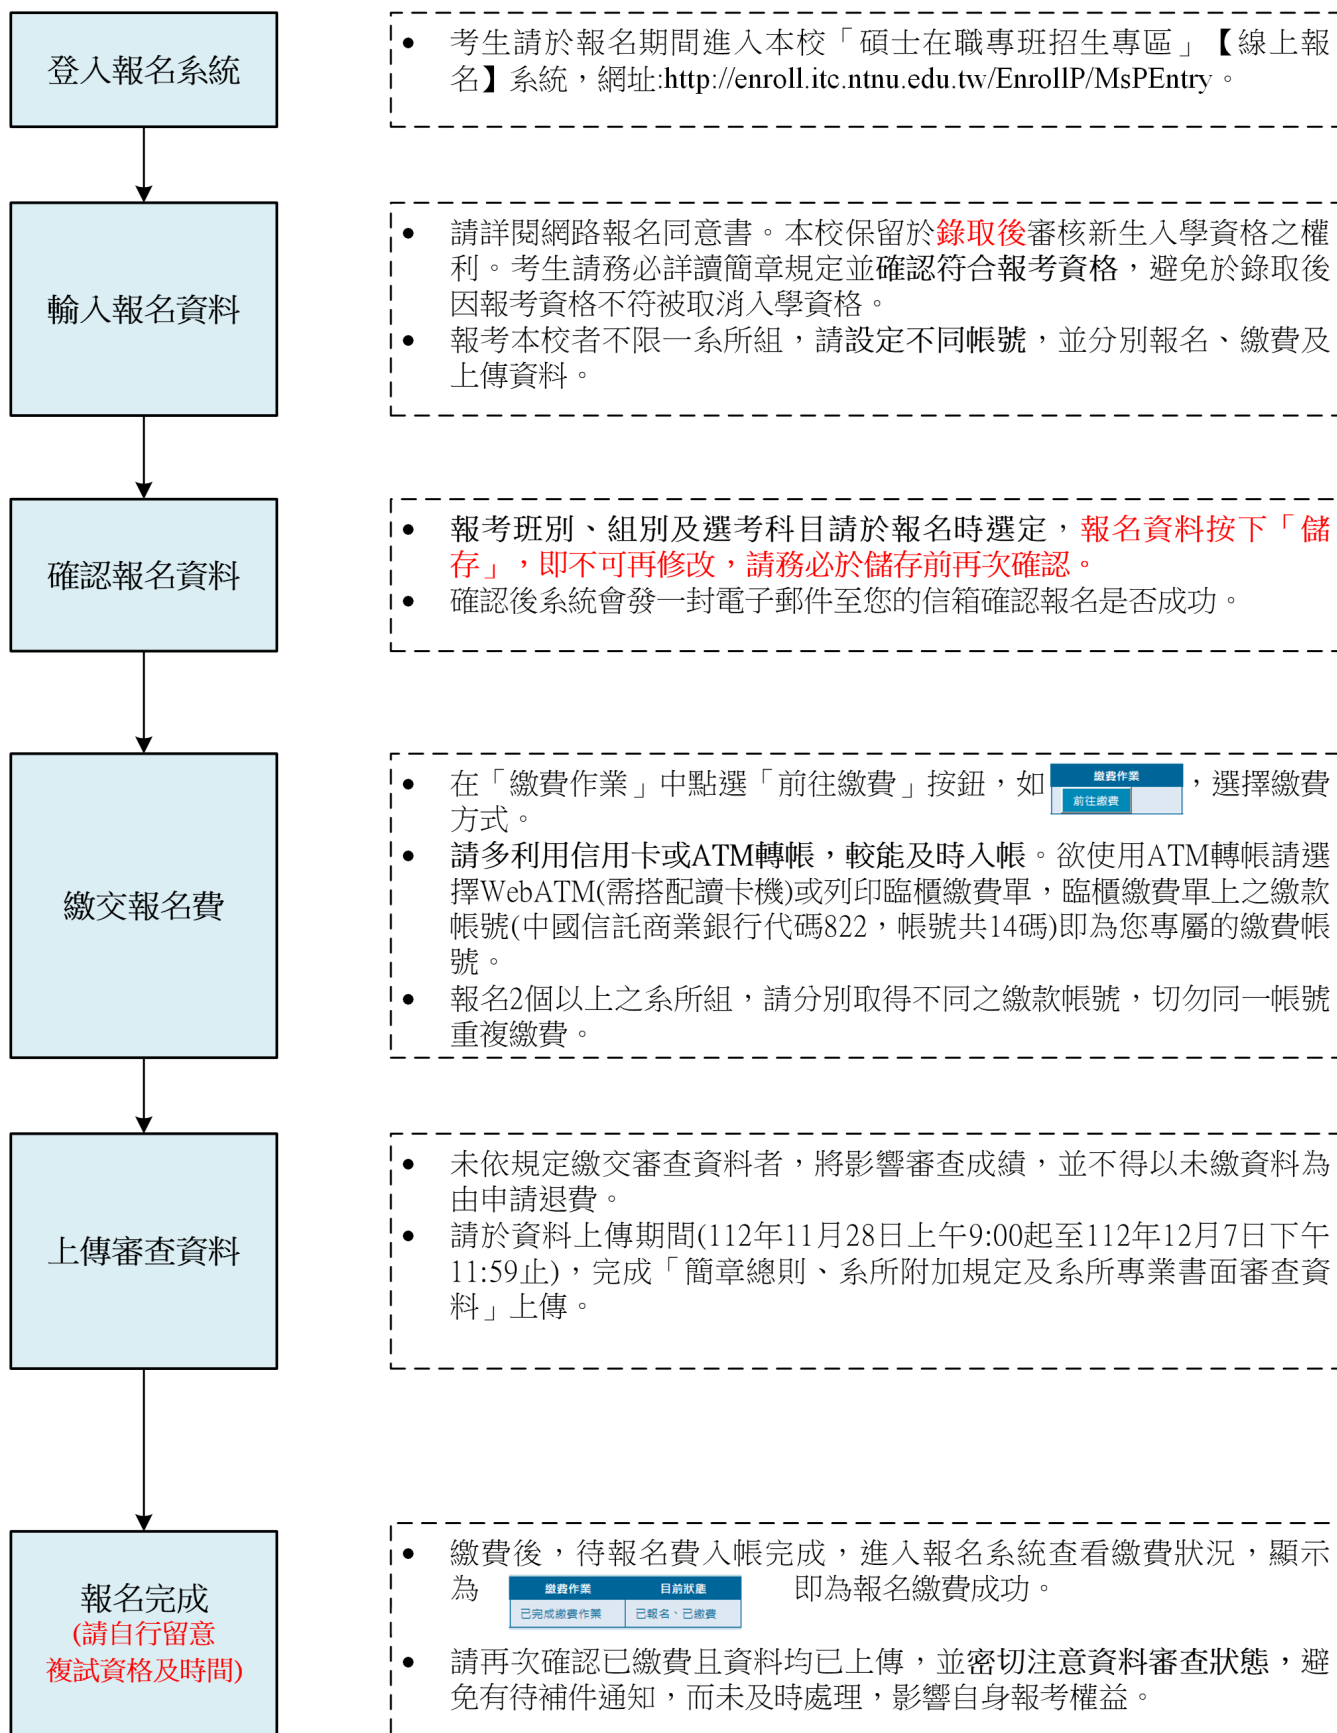 登入報名系統
• 考生請於報名期間進入本校「碩士在職專班招生專區」【線上報
名】系統，網址:http://enroll.itc.ntnu.edu.tw/EnrollP/MsPEntry。
輸入報名資料
• 請詳閱網路報名同意書。本校保留於錄取後審核新生入學資格之權
利。考生請務必詳讀簡章規定並確認符合報考資格，避免於錄取後
因報考資格不符被取消入學資格。
• 報考本校者不限一系所組，請設定不同帳號，並分別報名、繳費及
上傳資料。
確認報名資料
• 報考班別、組別及選考科目請於報名時選定，報名資料按下「儲
存」，即不可再修改，請務必於儲存前再次確認。
• 確認後系統會發一封電子郵件至您的信箱確認報名是否成功。
繳交報名費
• 在「繳費作業」中點選「前往繳費」按鈕，如 繳費作業 前往繳費 ，選擇繳費
方式。
• 請多利用信用卡或ATM轉帳，較能及時入帳。欲使用ATM轉帳請選
擇WebATM(需搭配讀卡機)或列印臨櫃繳費單，臨櫃繳費單上之繳款
帳號(中國信託商業銀行代碼822，帳號共14碼)即為您專屬的繳費帳
號。
• 報名2個以上之系所組，請分別取得不同之繳款帳號，切勿同一帳號
重複繳費。
上傳審查資料
• 未依規定繳交審查資料者，將影響審查成績，並不得以未繳資料為
由申請退費。
• 請於資料上傳期間(112年11月28日上午9:00起至112年12月7日下午
11:59止)，完成「簡章總則、系所附加規定及系所專業書面審查資
料」上傳。
報名完成
(請自行留意
複試資格及時間)
• 繳費後，待報名費入帳完成，進入報名系統查看繳費狀況，顯示
為 繳費作業 目前狀態 已完成繳費作業 已報名、已繳費 即為報名繳費成功。
• 請再次確認已繳費且資料均已上傳，並密切注意資料審查狀態，避
免有待補件通知，而未及時處理，影響自身報考權益。